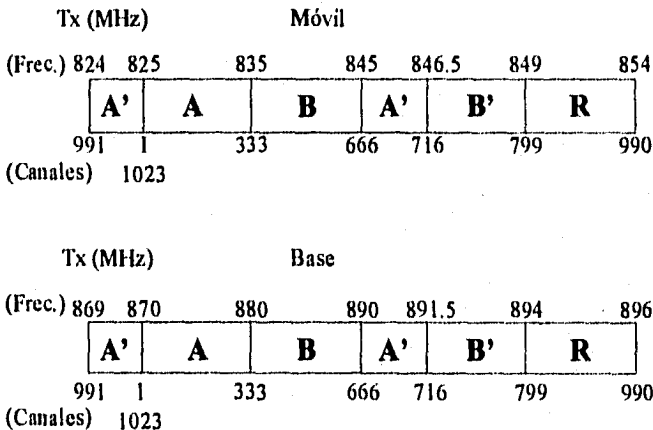 Tx (MHz) Móvil
(Frec.) 824 825 835 845 846.5 849 854
A' A B A' B' R
991 1 333 666 716 799 990
(Canales) 1023
Tx (MHz) Base
(Frec.) 869 870 880 890 891.5 894 896
A' A B A' B' R
991 1 333 666 716 799 990
(Canales) 1023